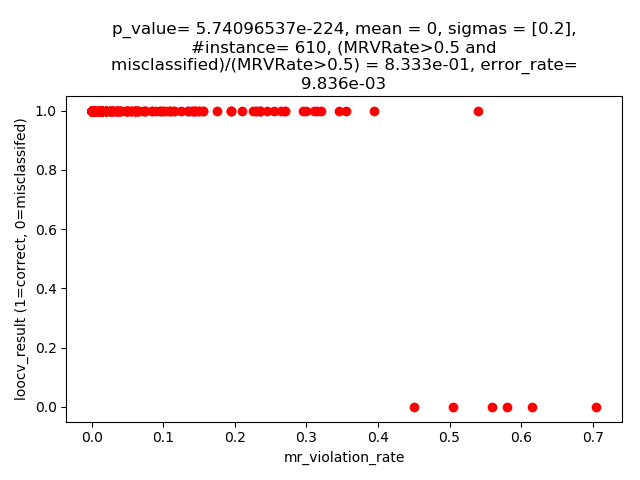 p_value= 5.74096537e-224, mean = 0, sigmas = [0.2],
#instance= 610, (MRVRate>0.5 and
misclassified)/(MRVRate>0.5) = 8.333e-01, error_rate=
9.836e-03
loocv_result (1=correct, 0=misclassifed)
1.0
0.8
0.6
0.4
0.2
0.0
0.0 0.1 0.2 0.3 0.4 0.5 0.6 0.7
mr_violation_rate